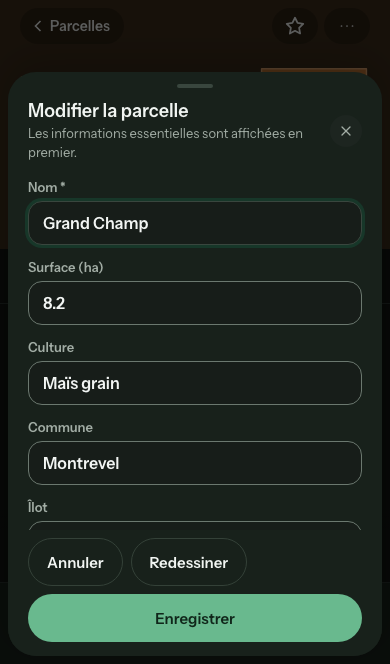 Parcelles
Modifier la parcelle
Les informations essentielles sont affichées en
premier.
Nom *
Grand Champ
Surface (ha)
8.2
Culture
Maïs grain
Commune
Montrevel
Îlot
Annuler
Redessiner
Enregistrer